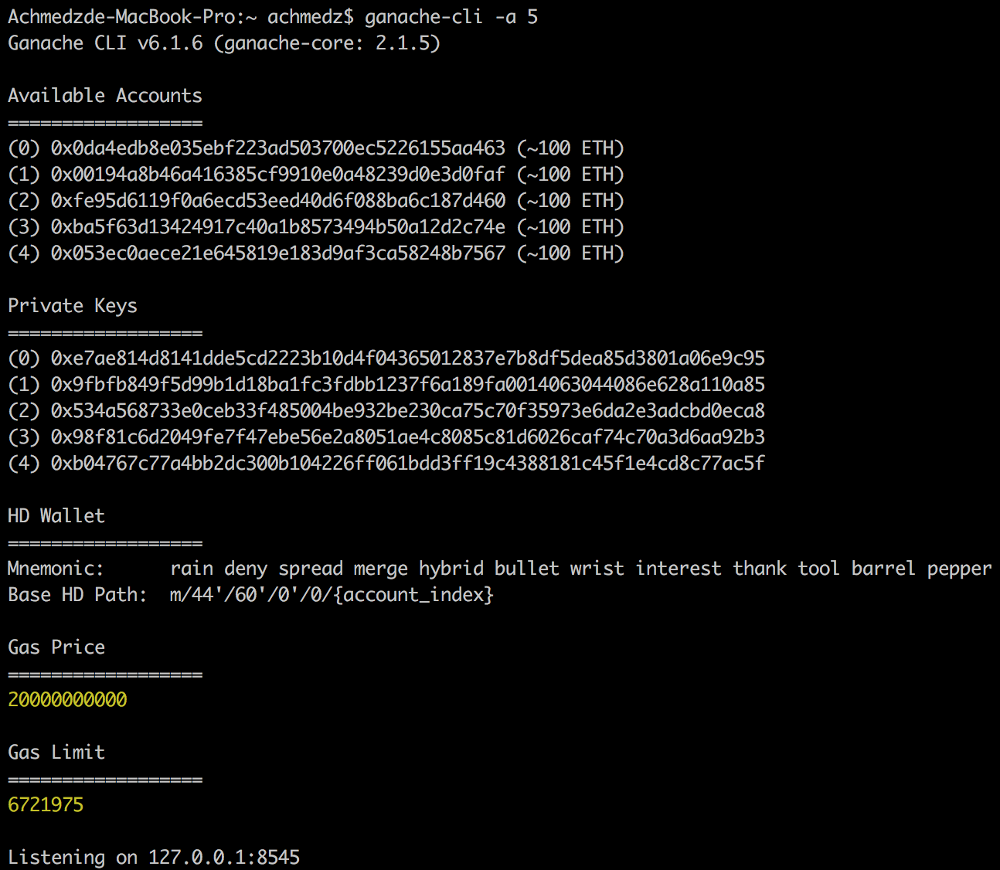 Achmedzde-MacBook-Pro:~ achmedz$ ganache-cli -a 5
Ganache CLI v6.1.6 (ganache-core: 2.1.5)
Available Accounts
==================
(0) 0x0da4edb8e035ebf223ad503700ec5226155aa463 (~100 ETH)
(1) 0x00194a8b46a416385cf9910e0a48239d0e3d0faf (~100 ETH)
(2) 0xfe95d6119f0a6ecd53eed40d6f088ba6c187d460 (~100 ETH)
(3) 0xba5f63d13424917c40a1b8573494b50a12d2c74e (~100 ETH)
(4) 0x053ec0aece21e645819e183d9af3ca58248b7567 (~100 ETH)
Private Keys
==================
(0) 0xe7ae814d8141dde5cd2223b10d4f04365012837e7b8df5dea85d3801a06e9c95
(1) 0x9fbfb849f5d99b1d18ba1fc3fdbb1237f6a189fa0014063044086e628a110a85
(2) 0x534a568733e0ceb33f485004be932be230ca75c70f35973e6da2e3adcbd0eca8
(3) 0x98f81c6d2049fe7f47ebe56e2a8051ae4c8085c81d6026caf74c70a3d6aa92b3
(4) 0xb04767c77a4bb2dc300b104226ff061bdd3ff19c4388181c45f1e4cd8c77ac5f
HD Wallet
==================
Mnemonic:      rain deny spread merge hybrid bullet wrist interest thank tool barrel pepper
Base HD Path:  m/44'/60'/0'/0/{account_index}
Gas Price
==================
20000000000
Gas Limit
==================
6721975
Listening on 127.0.0.1:8545